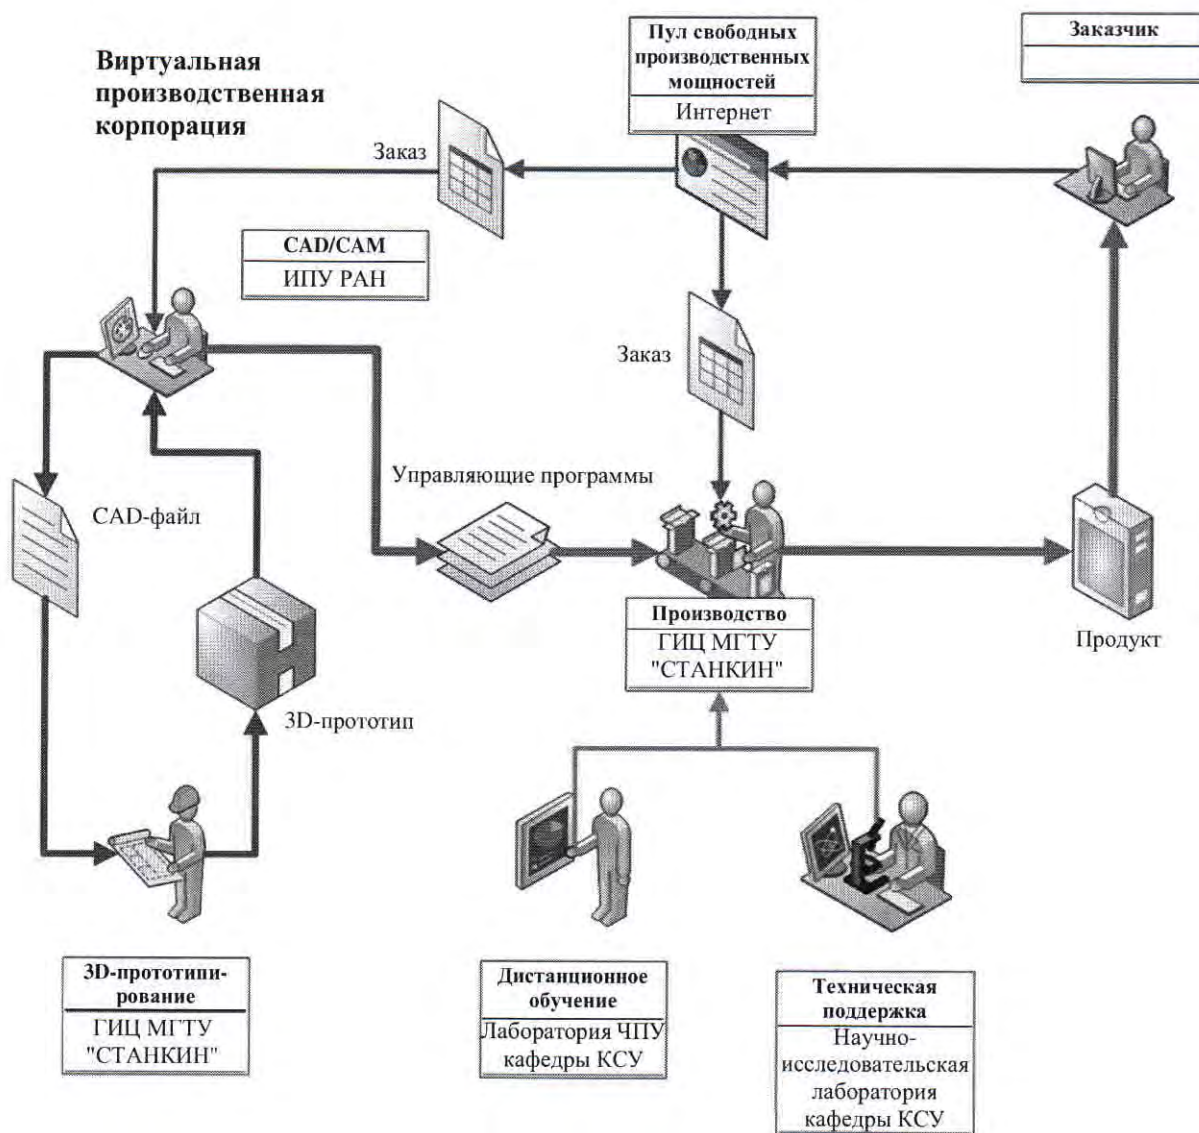 Виртуальная
производственная
корпорация
Пул свободных
производственных
мощностей
Интернет
Заказчик
Заказ
CAD/CAM
ИПУ РАН
Заказ
Управляющие программы
CAD-файл
Производство
ГИЦ МГТУ
"СТАНКИН"
Продукт
3D-прототип
3D-прототипи-
рование
ГИЦ МГТУ
"СТАНКИН"
Дистанционное
обучение
Лаборатория ЧПУ
кафедры КСУ
Техническая
поддержка
Научно-
исследовательская
лаборатория
кафедры КСУ